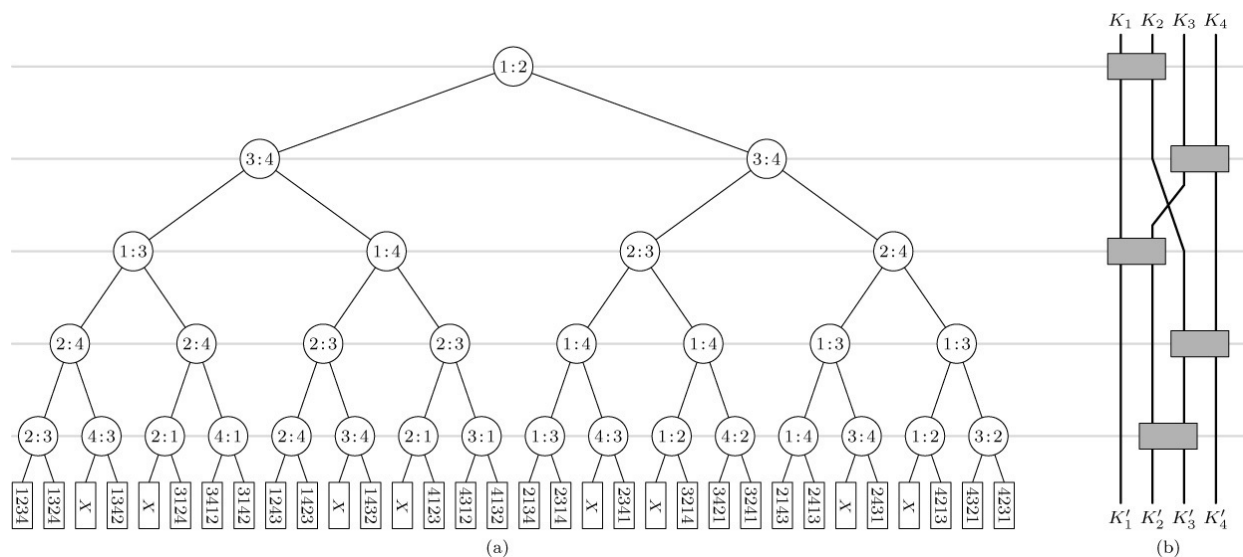 K₁ K₂ K₃ K₄
1:2
3:4 3:4
1:3 1:4 2:3 2:4
2:4 2:4 2:3 2:3 1:4 1:4 1:3 1:3
2:3 4:3 2:1 4:1 2:4 3:4 2:1 3:1 1:3 4:3 1:2 4:2 1:4 3:4 1:2 3:2
1234 1324 X 1342 X 3124 3412 3142 1243 1423 X 1432 X 4123 4312 4132 2134 2314 X 2341 X 3214 3421 3241 2143 2413 X 2431 X 4213 4321 4231
K′₁ K′₂ K′₃ K′₄
(a) (b)